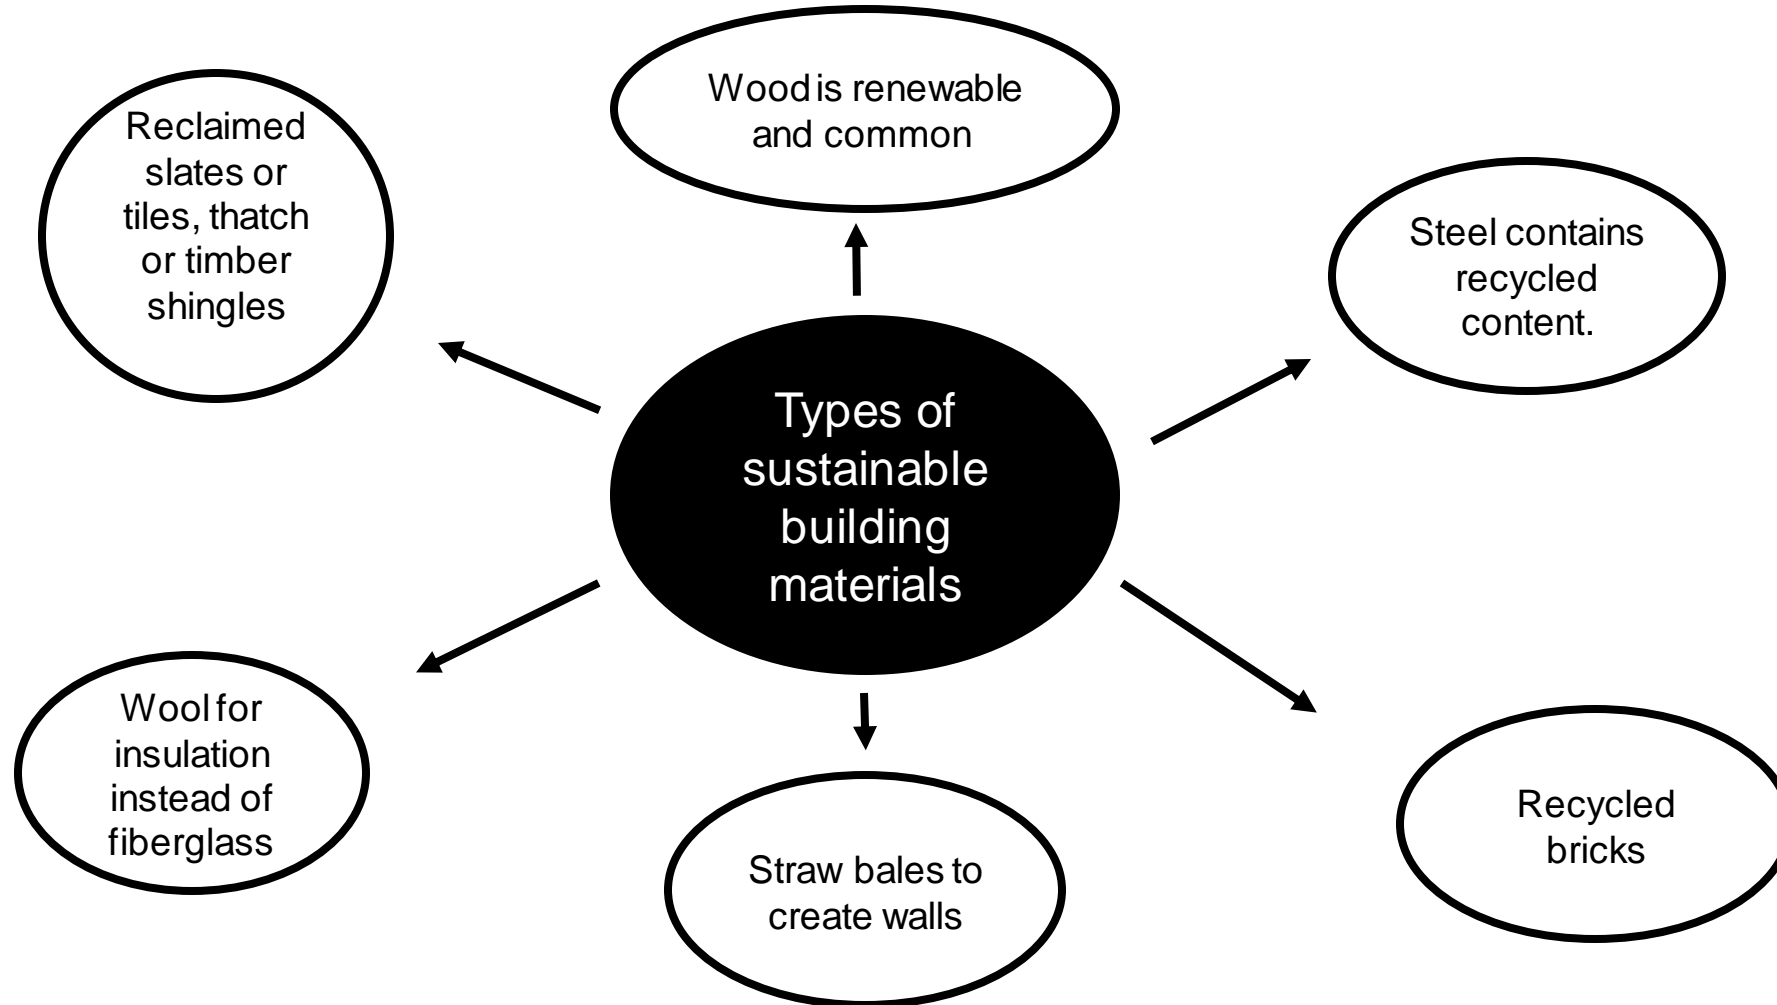 Wood is renewable
and common
Reclaimed
slates or
tiles, thatch
or timber
shingles
Steel contains
recycled
content.
Types of
sustainable
building
materials
Wool for
insulation
instead of
fiberglass
Straw bales to
create walls
Recycled
bricks